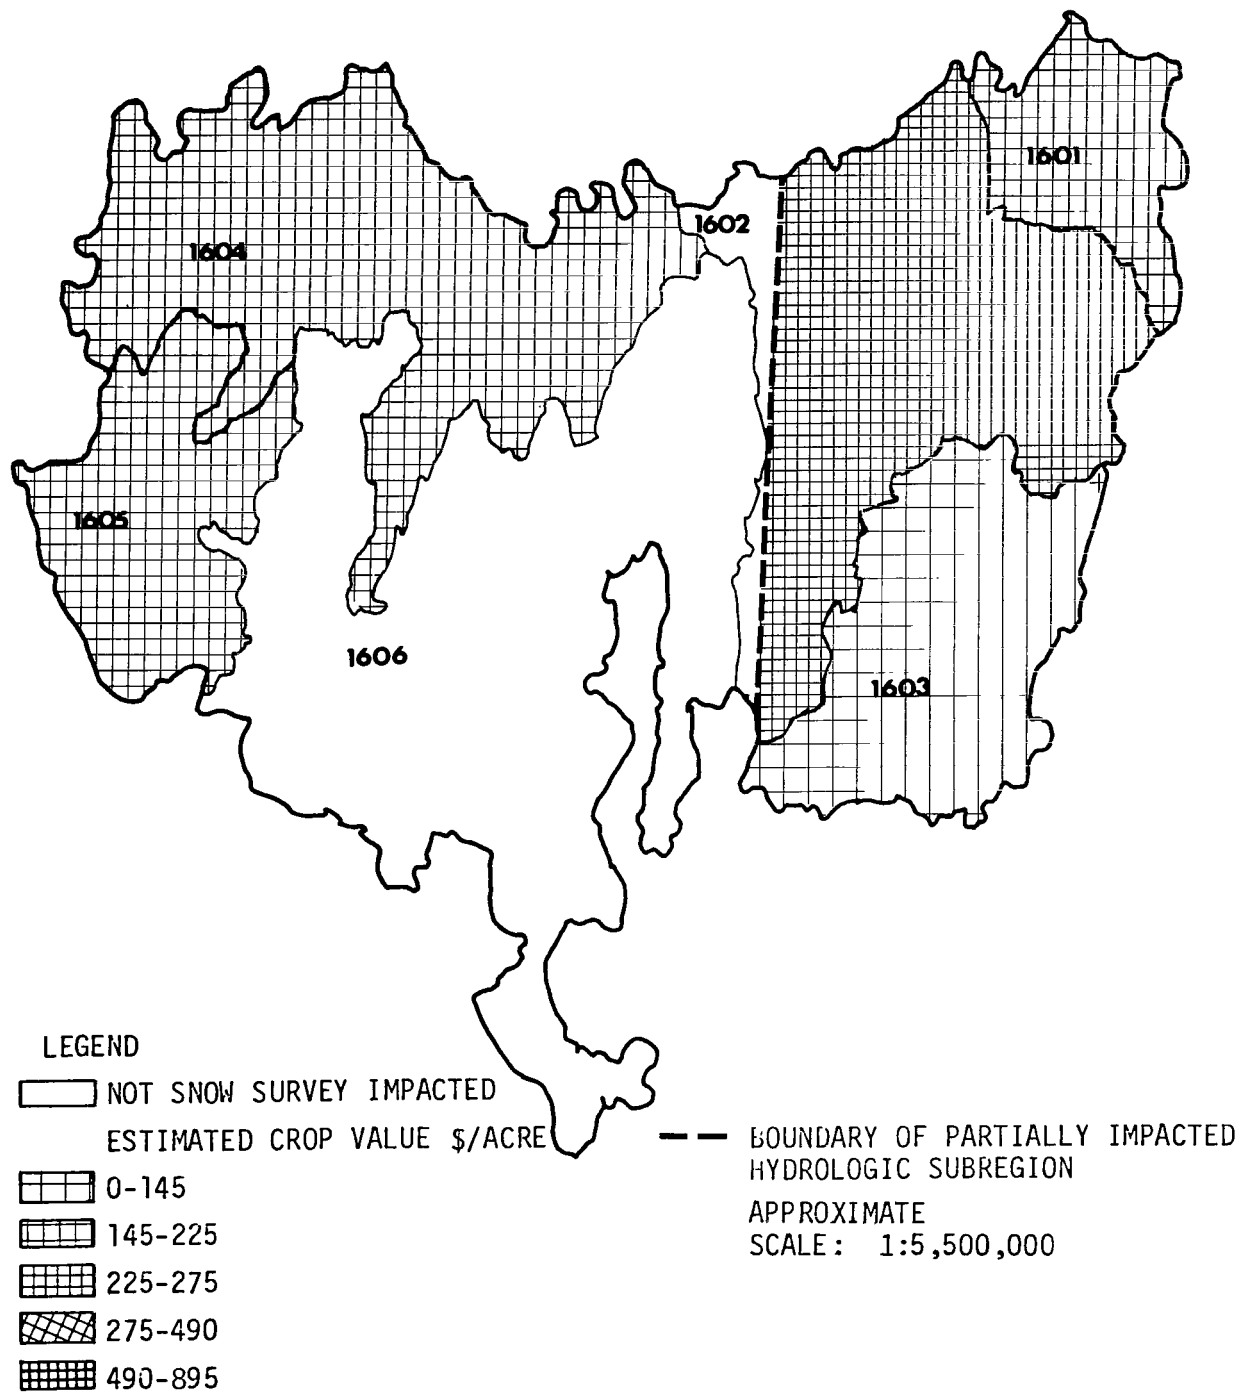 1601
1602
1604
1605
1606
1603
LEGEND
NOT SNOW SURVEY IMPACTED
ESTIMATED CROP VALUE $/ACRE
0-145
145-225
225-275
275-490
490-895
BOUNDARY OF PARTIALLY IMPACTED
HYDROLOGIC SUBREGION
APPROXIMATE
SCALE: 1:5,500,000